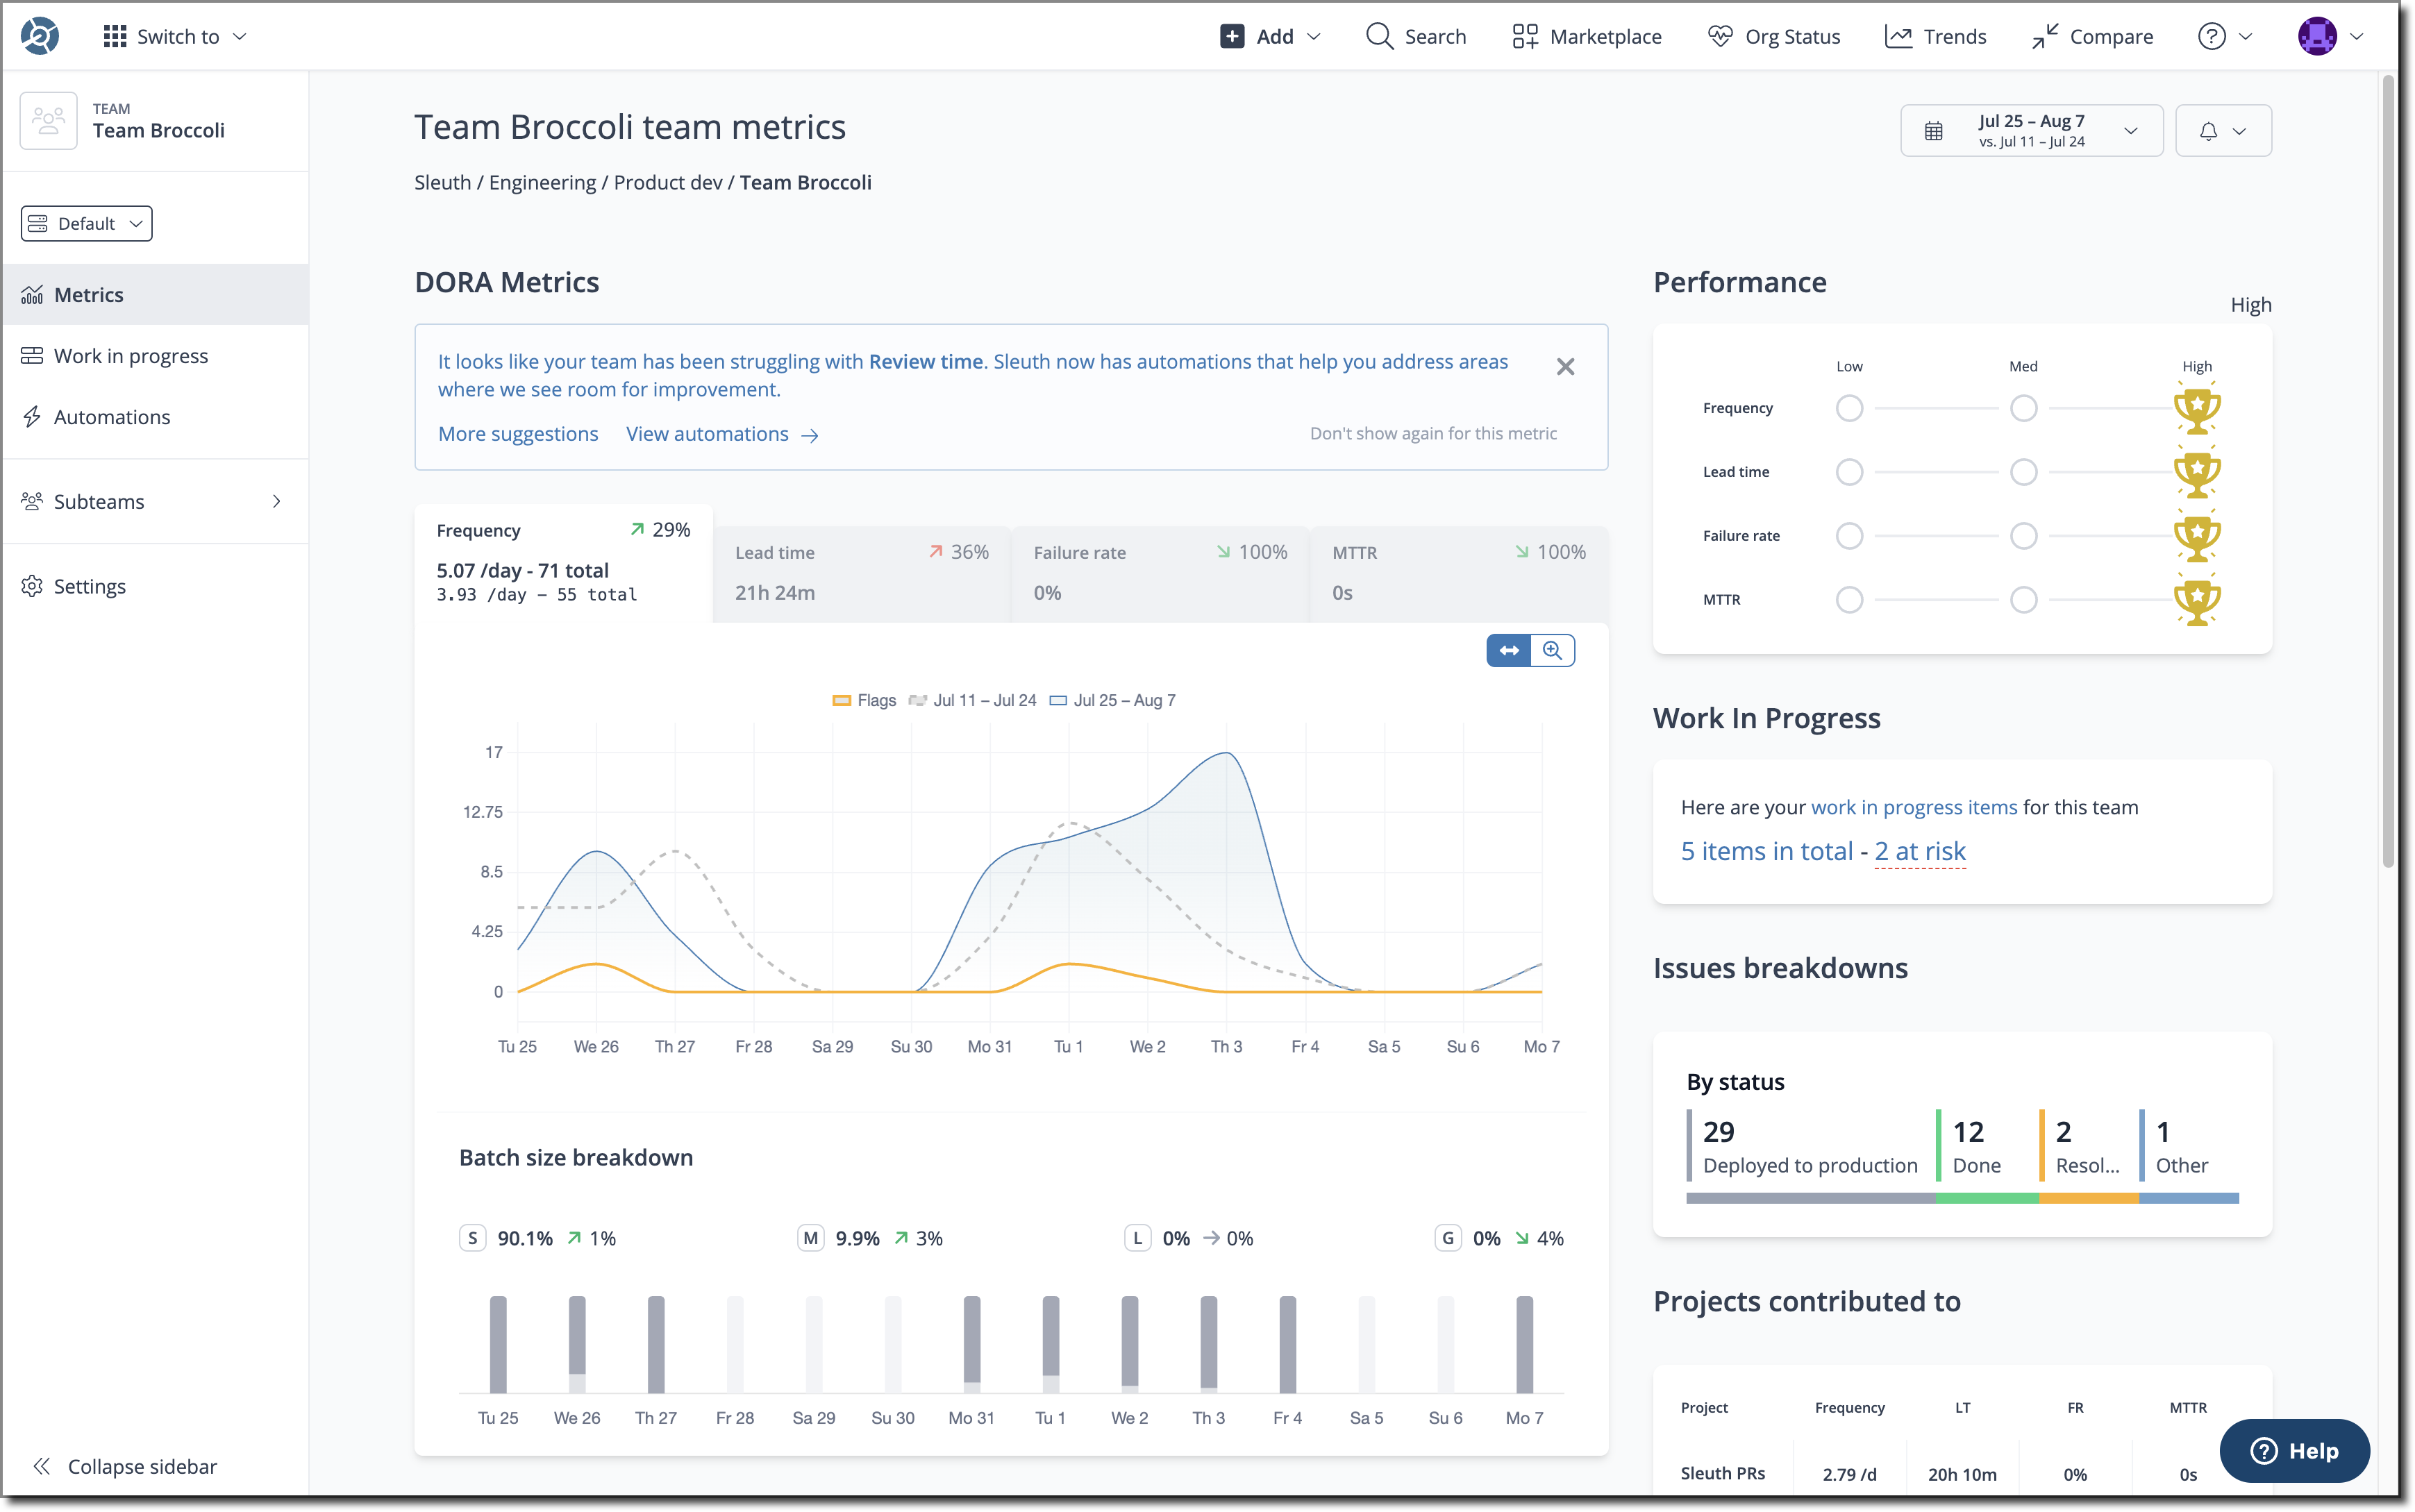 Switch to
Add
Search
Marketplace
Org Status
Trends
Compare
?
TEAM
Team Broccoli
Default
Metrics
Work in progress
Automations
Subteams
Settings
Collapse sidebar
Team Broccoli team metrics
Sleuth / Engineering / Product dev / Team Broccoli
Jul 25 – Aug 7
vs. Jul 11 – Jul 24
DORA Metrics
It looks like your team has been struggling with Review time. Sleuth now has automations that help you address areas
where we see room for improvement.
More suggestions View automations →
Don't show again for this metric
Frequency 29%
5.07 /day - 71 total
3.93 /day – 55 total
Lead time 36%
21h 24m
Failure rate 100%
0%
MTTR 100%
0s
Flags Jul 11 – Jul 24 Jul 25 – Aug 7
17
12.75
8.5
4.25
0
Tu 25 We 26 Th 27 Fr 28 Sa 29 Su 30 Mo 31 Tu 1 We 2 Th 3 Fr 4 Sa 5 Su 6 Mo 7
Batch size breakdown
S 90.1% 1%
M 9.9% 3%
L 0% → 0%
G 0% 4%
Tu 25 We 26 Th 27 Fr 28 Sa 29 Su 30 Mo 31 Tu 1 We 2 Th 3 Fr 4 Sa 5 Su 6 Mo 7
Performance
High
Low Med High
Frequency
Lead time
Failure rate
MTTR
Work In Progress
Here are your work in progress items for this team
5 items in total - 2 at risk
Issues breakdowns
By status
29
Deployed to production
12
Done
2
Resol...
1
Other
Projects contributed to
Project Frequency LT FR MTTR
Sleuth PRs 2.79 /d 20h 10m 0% 0s
? Help